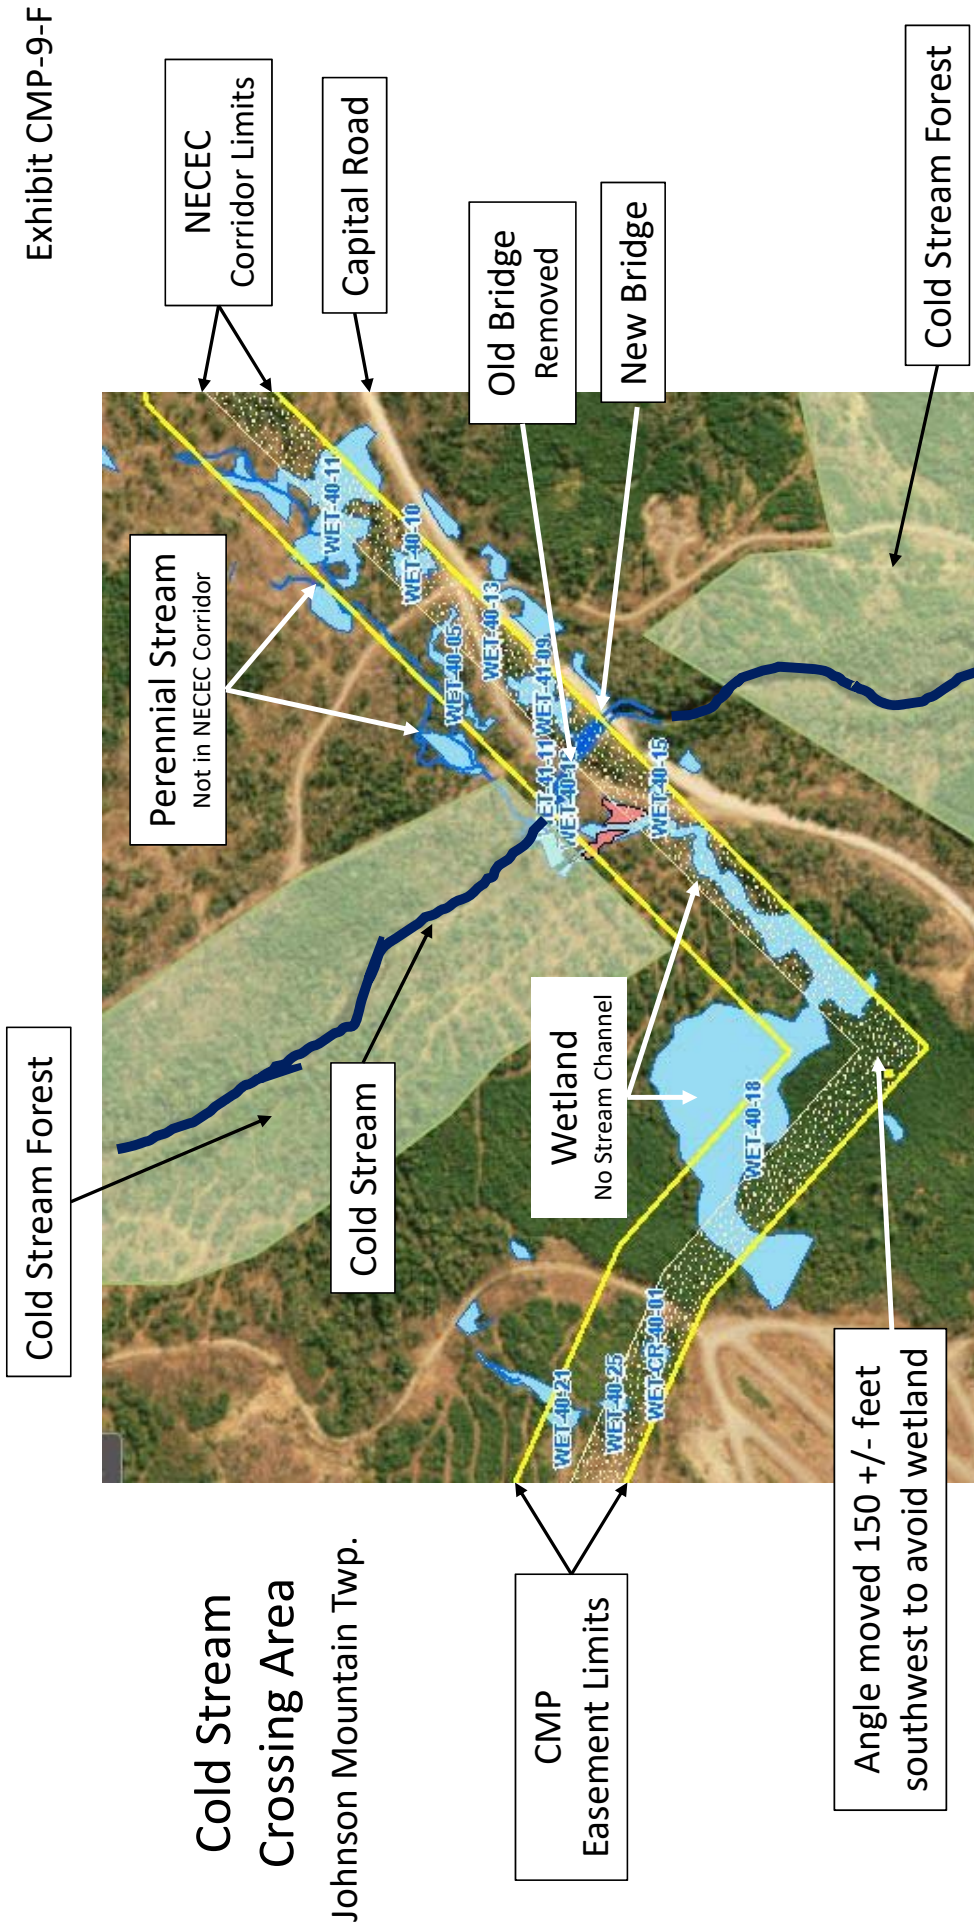 Exhibit CMP-9-F
Cold Stream
Crossing Area
Johnson Mountain Twp.
Cold Stream Forest
Perennial Stream
Not in NECEC Corridor
NECEC
Corridor Limits
Capital Road
Cold Stream
Old Bridge
Removed
New Bridge
CMP
Easement Limits
Wetland
No Stream Channel
Cold Stream Forest
Angle moved 150 +/- feet
southwest to avoid wetland
WET-40-11
WET-40-10
WET-40-05
WET-40-13
WET-41-09
ET-41-11
WET-40-15
WET-40-18
WET-40-21
WET-40-25
WET-CR-40-01